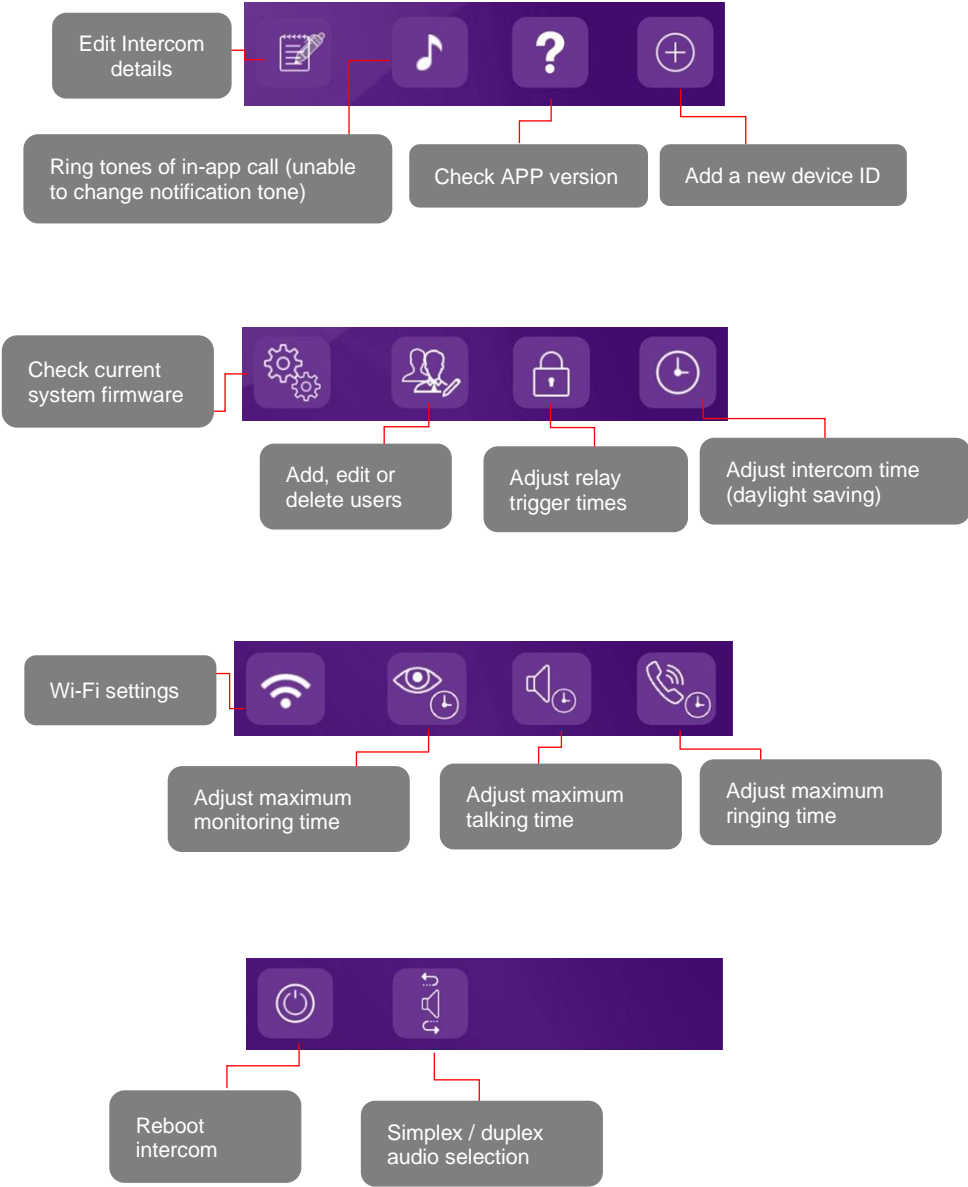 Edit Intercom
details
Ring tones of in-app call (unable
to change notification tone)
Check APP version
Add a new device ID
Check current
system firmware
Add, edit or
delete users
Adjust relay
trigger times
Adjust intercom time
(daylight saving)
Wi-Fi settings
Adjust maximum
monitoring time
Adjust maximum
talking time
Adjust maximum
ringing time
Reboot
intercom
Simplex / duplex
audio selection